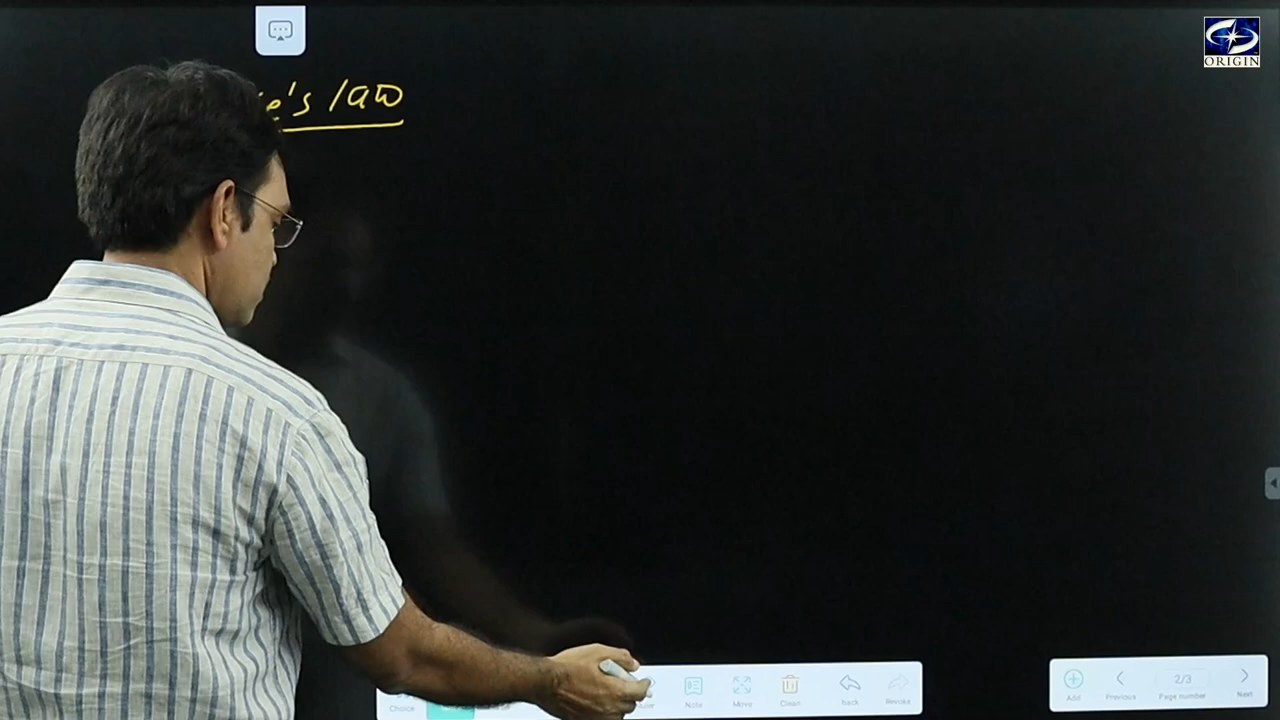 ORIGIN
e's law
Choice
Note
Move
Clean
back
Revoke
Add
Previous
2/3
Page number
Next